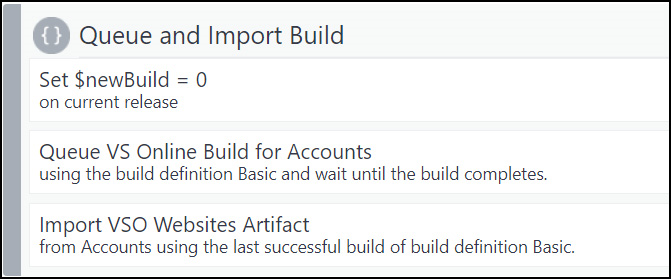 {} Queue and Import Build
Set $newBuild = 0
on current release
Queue VS Online Build for Accounts
using the build definition Basic and wait until the build completes.
Import VSO Websites Artifact
from Accounts using the last successful build of build definition Basic.